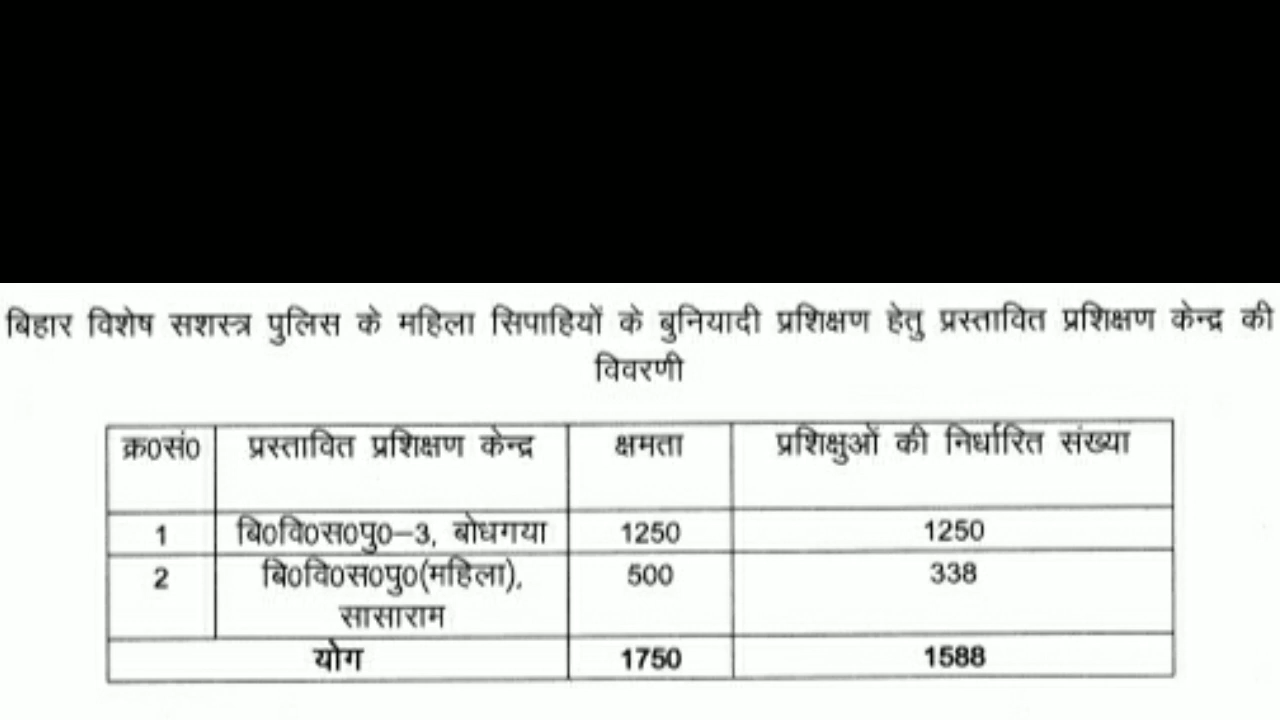 बिहार विशेष सशस्त्र पुलिस के महिला सिपाहियों के बुनियादी प्रशिक्षण हेतु प्रस्तावित प्रशिक्षण केन्द्र की
विवरणी
क्र0सं0 प्रस्तावित प्रशिक्षण केन्द्र क्षमता प्रशिक्षुओं की निर्धारित संख्या
1 बि0वि0स0पु0–3, बोधगया 1250 1250
2 बि0वि0स0पु0(महिला), 500 338
सासाराम
योग 1750 1588